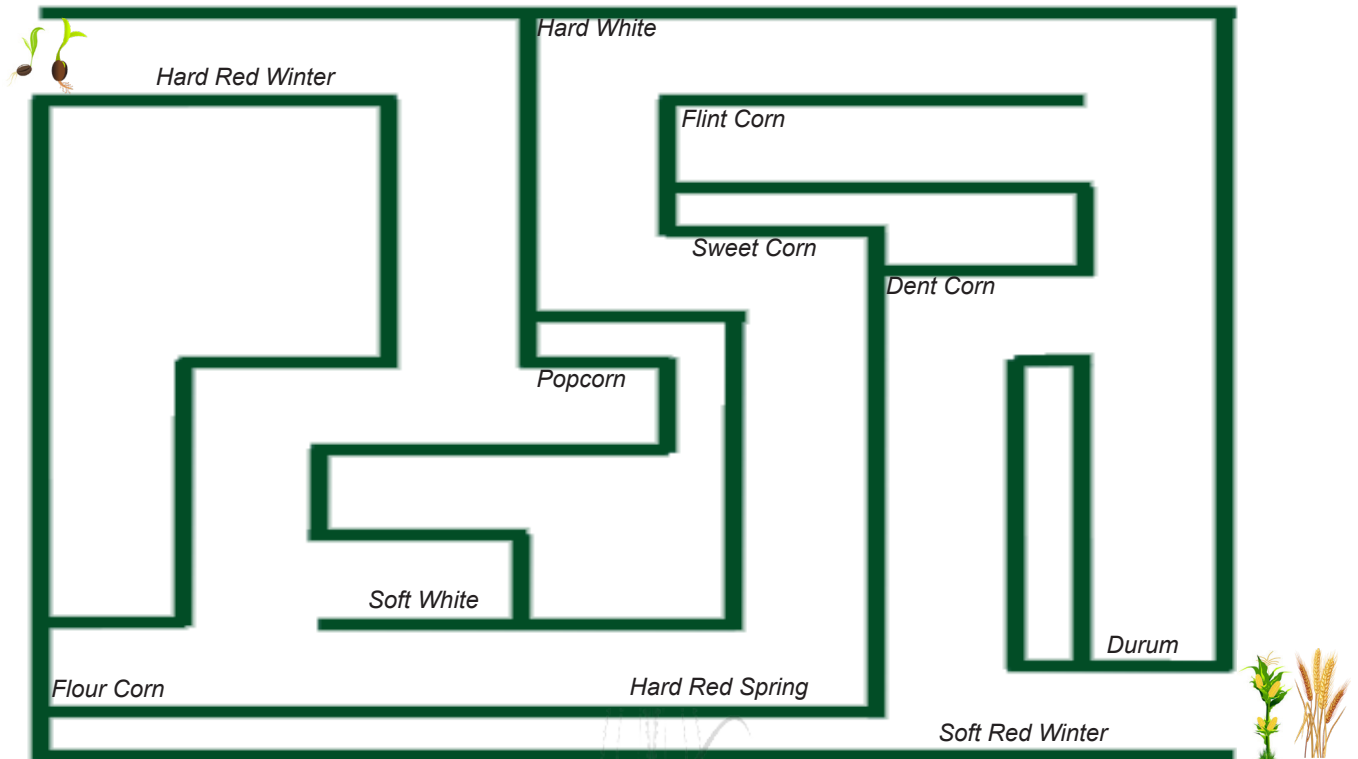 Hard White
Hard Red Winter
Flint Corn
Sweet Corn
Dent Corn
Popcorn
Soft White
Durum
Flour Corn
Hard Red Spring
Soft Red Winter